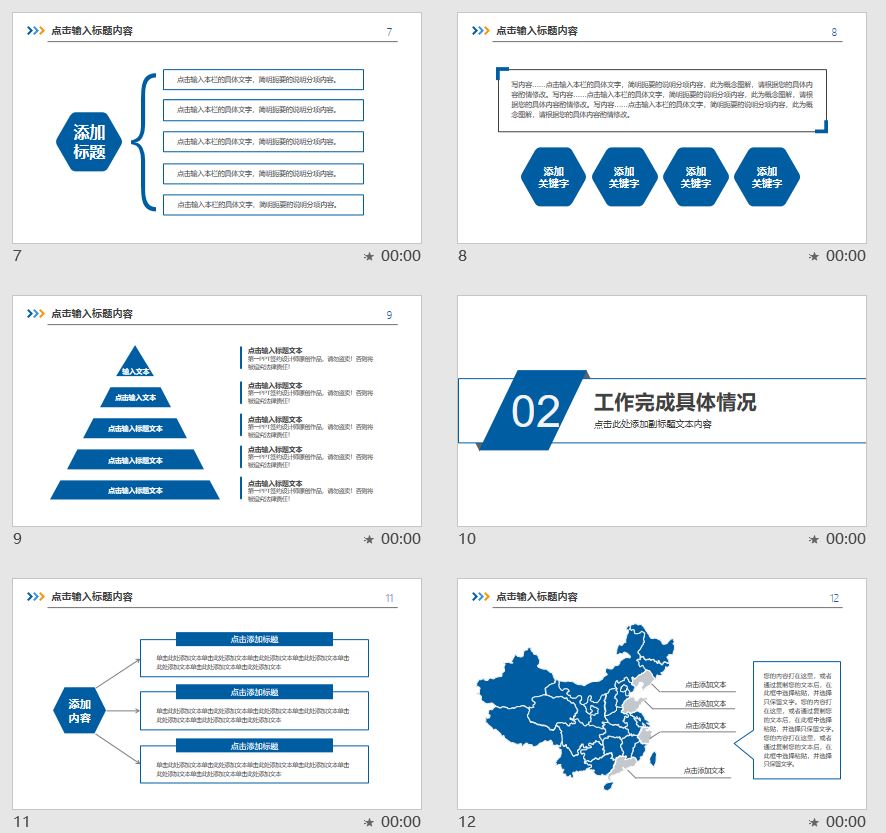 点击输入标题内容
7
添加
标题
点击输入本栏的具体文字，简明扼要的说明分项内容。
点击输入本栏的具体文字，简明扼要的说明分项内容。
点击输入本栏的具体文字，简明扼要的说明分项内容。
点击输入本栏的具体文字，简明扼要的说明分项内容。
点击输入本栏的具体文字，简明扼要的说明分项内容。
7
00:00
点击输入标题内容
8
写内容……点击输入本栏的具体文字，简明扼要的说明分项内容，此为概念图解，请根据您的具体内
容酌情修改。写内容……点击输入本栏的具体文字，简明扼要的说明分项内容，此为概念图解，请根
据您的具体内容酌情修改。写内容……点击输入本栏的具体文字，简明扼要的说明分项内容，此为概
念图解，请根据您的具体内容酌情修改。
添加
关键字
添加
关键字
添加
关键字
添加
关键字
8
00:00
点击输入标题内容
9
输入文本
点击输入文本
点击输入标题文本
点击输入标题文本
点击输入标题文本
点击输入标题文本
第一PPT签约设计师原创作品，请勿盗卖！否则将
被追究法律责任！
点击输入标题文本
第一PPT签约设计师原创作品，请勿盗卖！否则将
被追究法律责任！
点击输入标题文本
第一PPT签约设计师原创作品，请勿盗卖！否则将
被追究法律责任！
点击输入标题文本
第一PPT签约设计师原创作品，请勿盗卖！否则将
被追究法律责任！
点击输入标题文本
第一PPT签约设计师原创作品，请勿盗卖！否则将
被追究法律责任！
9
00:00
02
工作完成具体情况
点击此处添加副标题文本内容
10
00:00
点击输入标题内容
11
添加
内容
点击添加标题
单击此处添加文本单击此处添加文本单击此处添加文本单击此处添加文本单击
此处添加文本单击此处添加文本单击此处添加文本
点击添加标题
单击此处添加文本单击此处添加文本单击此处添加文本单击此处添加文本单击
此处添加文本单击此处添加文本单击此处添加文本
点击添加标题
单击此处添加文本单击此处添加文本单击此处添加文本单击此处添加文本单击
此处添加文本单击此处添加文本单击此处添加文本
11
00:00
点击输入标题内容
12
点击添加文本
点击添加文本
点击添加文本
点击添加文本
您的内容打在这里，或者
通过复制您的文本后，在
此框中选择粘贴，并选择
只保留文字。您的内容打
在这里，或者通过复制您
的文本后，在此框中选择
粘贴，并选择只保留文字。
您的内容打在这里，或者
通过复制您的文本后，在
此框中选择粘贴，并选择
只保留文字。
12
00:00